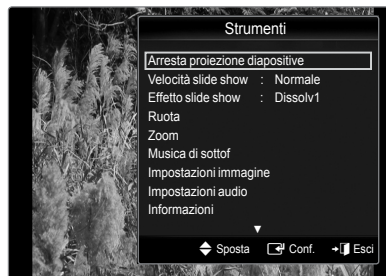 Strumenti
Arresta proiezione diapositive
Velocità slide show : Normale
Effetto slide show : Dissolv1
Ruota
Zoom
Musica di sottof
Impostazioni immagine
Impostazioni audio
Informazioni
Sposta Conf. Esci